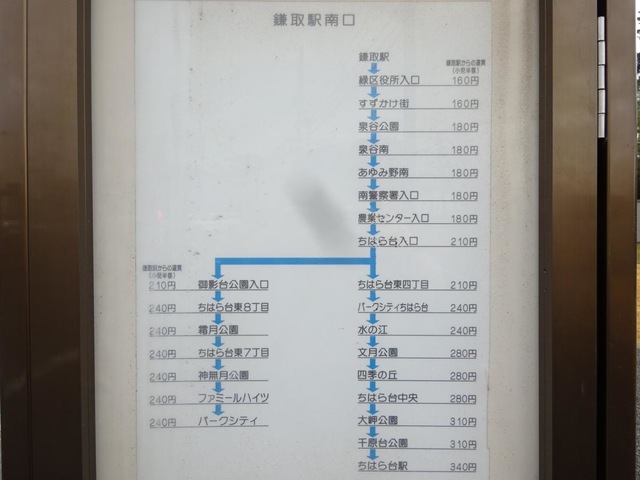 鎌取駅南口
鎌取駅
鎌取駅からの運賃
(小児半額)
緑区役所入口 160円
すずかけ街 160円
泉谷公園 180円
泉谷南 180円
あゆみ野南 180円
南警察署入口 180円
農業センター入口 180円
ちはら台入口 210円
鎌取駅からの運賃
(小児半額)
210円 御影台公園入口
240円 ちはら台東8丁目
240円 霜月公園
240円 ちはら台東7丁目
240円 神無月公園
240円 ファミールハイツ
240円 パークシティ
ちはら台東四丁目 210円
パークシティちはら台 240円
水の江 240円
文月公園 280円
四季の丘 280円
ちはら台中央 280円
大岬公園 310円
千原台公園 310円
ちはら台駅 340円